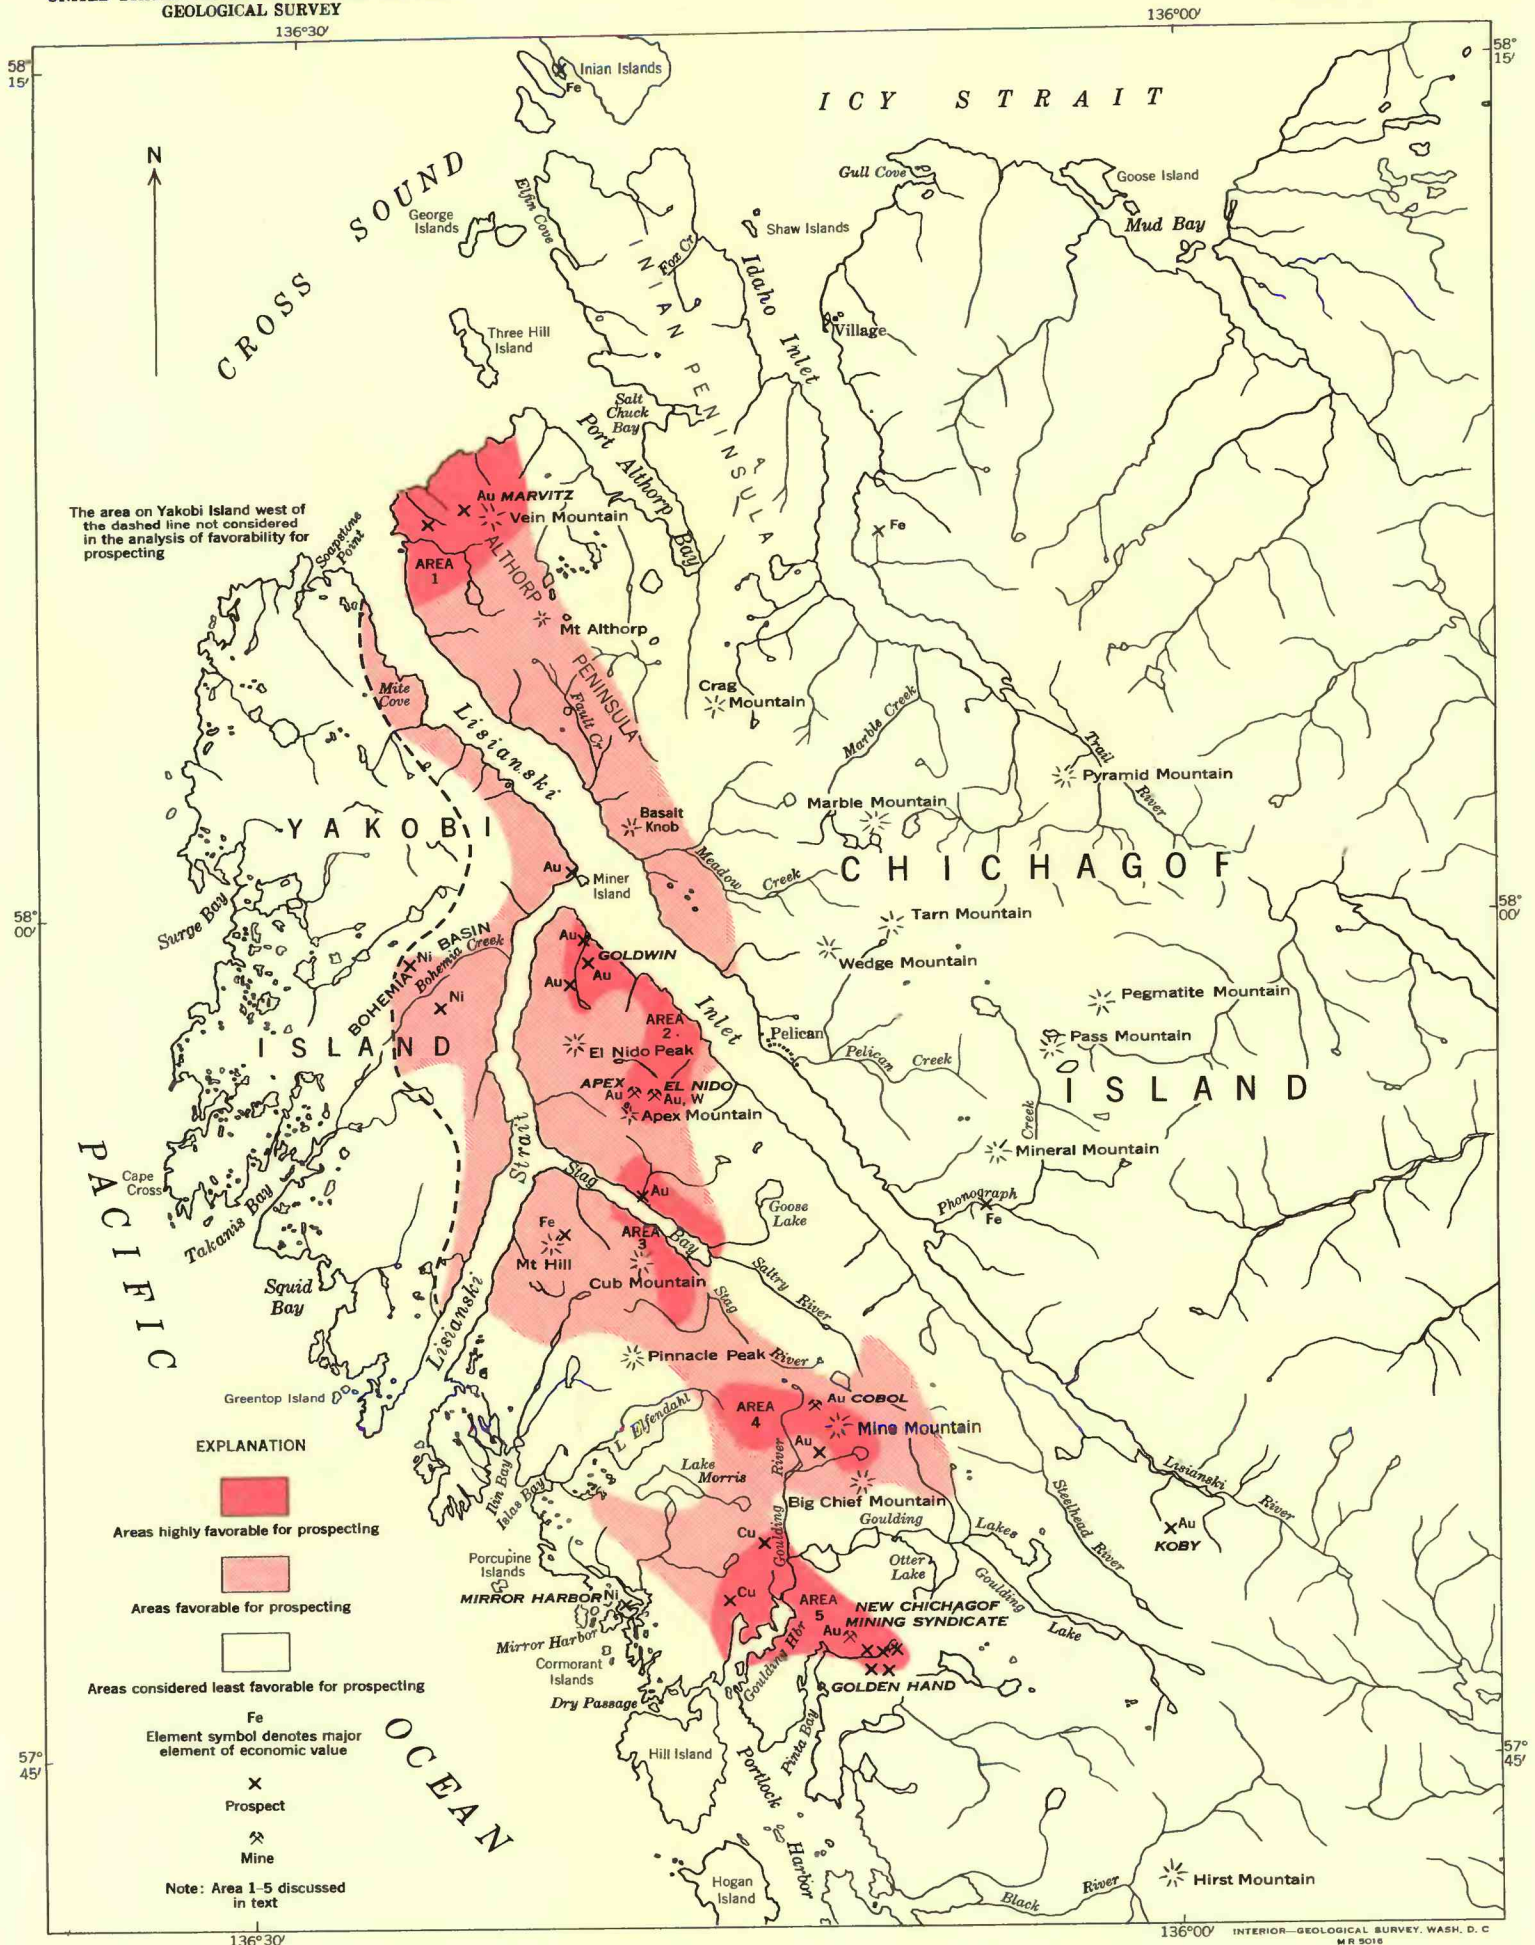 GEOLOGICAL SURVEY
136°30'
136°00'
58°
15'
58°
15'
Inian Islands
Fe
ICY STRAIT
N
CROSS SOUND
George
Islands
Elfin Cove
INIAN PENINSULA
Fox Cr
Shaw Islands
Idaho Inlet
Gull Cove
Goose Island
Mud Bay
Village
Three Hill
Island
Salt
Chuck
Bay
Port Althorp
Bay
Au MARVITZ
Vein Mountain
The area on Yakobi Island west of
the dashed line not considered
in the analysis of favorability for
prospecting
Soapstone
Point
AREA
1
ALTHORP
PENINSULA
Fe
Mt Althorp
Mite
Cove
Fault Cr
Crag
Mountain
Marble Creek
Trail
River
Pyramid Mountain
Lisianski
Marble Mountain
Basalt
Knob
YAKOBI
Meadow
Creek
CHICHAGOF
Au
Miner
Island
58°
00'
58°
00'
Surge Bay
Tarn Mountain
Wedge Mountain
BOHEMIA BASIN
Ni
Bohemia Creek
Au
GOLDWIN
Au
Au
Ni
Inlet
Pegmatite Mountain
AREA
2
Pelican
Pass Mountain
ISLAND
El Nido Peak
Pelican Creek
APEX
Au
EL NIDO
Au, W
Apex Mountain
ISLAND
Creek
Mineral Mountain
PACIFIC
Strait
Cape
Cross
Takanis Bay
Stag
Au
Goose
Lake
Phonograph
Fe
Fe
AREA
3
Bay
Mt Hill
Cub Mountain
Squid
Bay
Saltry
River
Lisianski
Stag
River
Pinnacle Peak
Greentop Island
L Elfendahl
AREA
4
Au COBOL
Mine Mountain
Au
EXPLANATION
Areas highly favorable for prospecting
Areas favorable for prospecting
Areas considered least favorable for prospecting
Fe
Element symbol denotes major
element of economic value
Prospect
Mine
Note: Area 1-5 discussed
in text
Ilin Bay
Islas Bay
Lake
Morris
River
Big Chief Mountain
Goulding
Lakes
Steelhead River
Lisianski
River
Au
KOBY
Cu
Goulding
Otter
Lake
Goulding
Lake
Porcupine
Islands
MIRROR HARBOR
Ni
Cu
AREA
5
NEW CHICHAGOF
MINING SYNDICATE
Au
Mirror Harbor
Cormorant
Islands
Goulding Hbr
GOLDEN HAND
Dry Passage
57°
45'
57°
45'
OCEAN
Hill Island
Pinta Bay
Portlock
Harbor
Hogan
Island
Black
River
Hirst Mountain
136°30'
136°00'
INTERIOR—GEOLOGICAL SURVEY, WASH, D. C
MR 5016